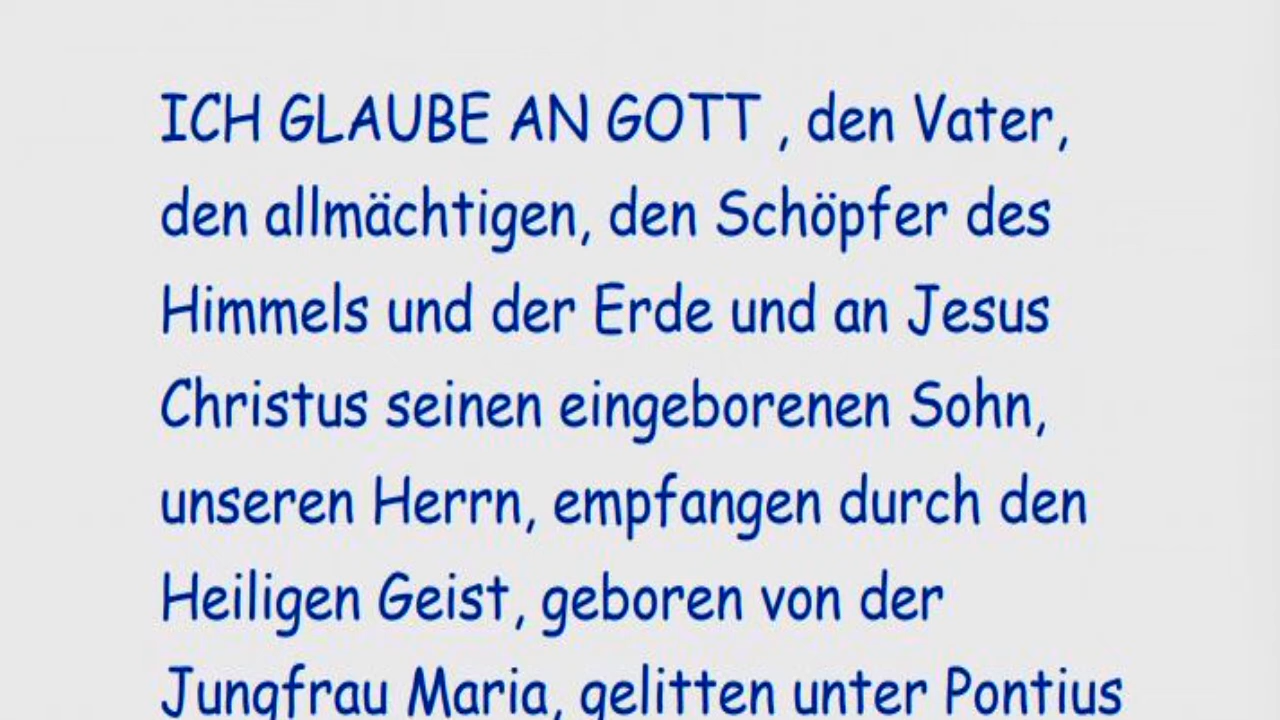 ICH GLAUBE AN GOTT , den Vater,
den allmächtigen, den Schöpfer des
Himmels und der Erde und an Jesus
Christus seinen eingeborenen Sohn,
unseren Herrn, empfangen durch den
Heiligen Geist, geboren von der
Jungfrau Maria, gelitten unter Pontius